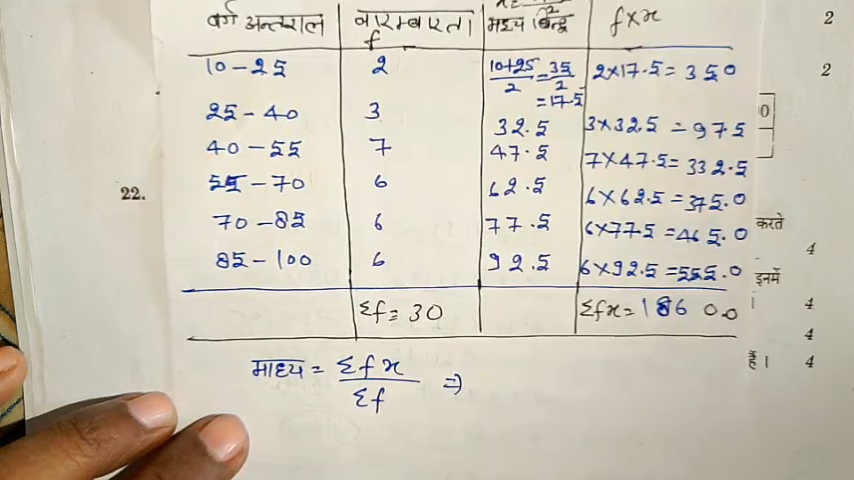 वर्ग अन्तराल वारम्बारता f मध्य बिन्दु f×x
10-25 2 10+25/2 = 35/2 = 17.5 2×17.5 = 350
25-40 3 32.5 3×32.5 = 975
40-55 7 47.5 7×47.5 = 332.5
55-70 6 62.5 6×62.5 = 375.0
70-85 6 77.5 6×77.5 = 465.0
85-100 6 92.5 6×92.5 = 555.0
Σf = 30 Σfx = 1860.0
माध्य = Σfx/Σf ⇒
22.
2
2
0
करते
4
इनमें
। 4
4
हैं। 4